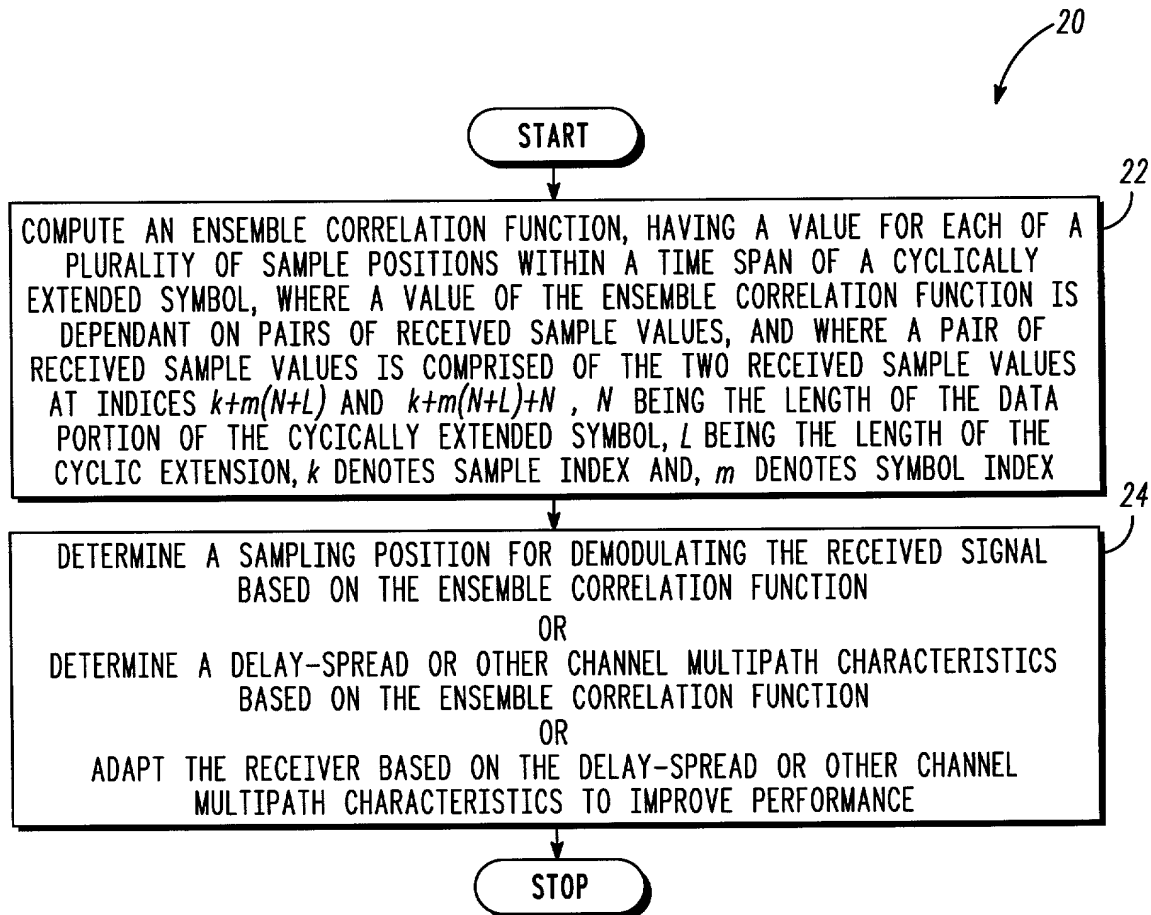 20
START
22
COMPUTE AN ENSEMBLE CORRELATION FUNCTION, HAVING A VALUE FOR EACH OF A
PLURALITY OF SAMPLE POSITIONS WITHIN A TIME SPAN OF A CYCLICALLY
EXTENDED SYMBOL, WHERE A VALUE OF THE ENSEMBLE CORRELATION FUNCTION IS
DEPENDANT ON PAIRS OF RECEIVED SAMPLE VALUES, AND WHERE A PAIR OF
RECEIVED SAMPLE VALUES IS COMPRISED OF THE TWO RECEIVED SAMPLE VALUES
AT INDICES k+m(N+L) AND k+m(N+L)+N , N BEING THE LENGTH OF THE DATA
PORTION OF THE CYCICALLY EXTENDED SYMBOL, L BEING THE LENGTH OF THE
CYCLIC EXTENSION, k DENOTES SAMPLE INDEX AND, m DENOTES SYMBOL INDEX
24
DETERMINE A SAMPLING POSITION FOR DEMODULATING THE RECEIVED SIGNAL
BASED ON THE ENSEMBLE CORRELATION FUNCTION
OR
DETERMINE A DELAY-SPREAD OR OTHER CHANNEL MULTIPATH CHARACTERISTICS
BASED ON THE ENSEMBLE CORRELATION FUNCTION
OR
ADAPT THE RECEIVER BASED ON THE DELAY-SPREAD OR OTHER CHANNEL
MULTIPATH CHARACTERISTICS TO IMPROVE PERFORMANCE
STOP